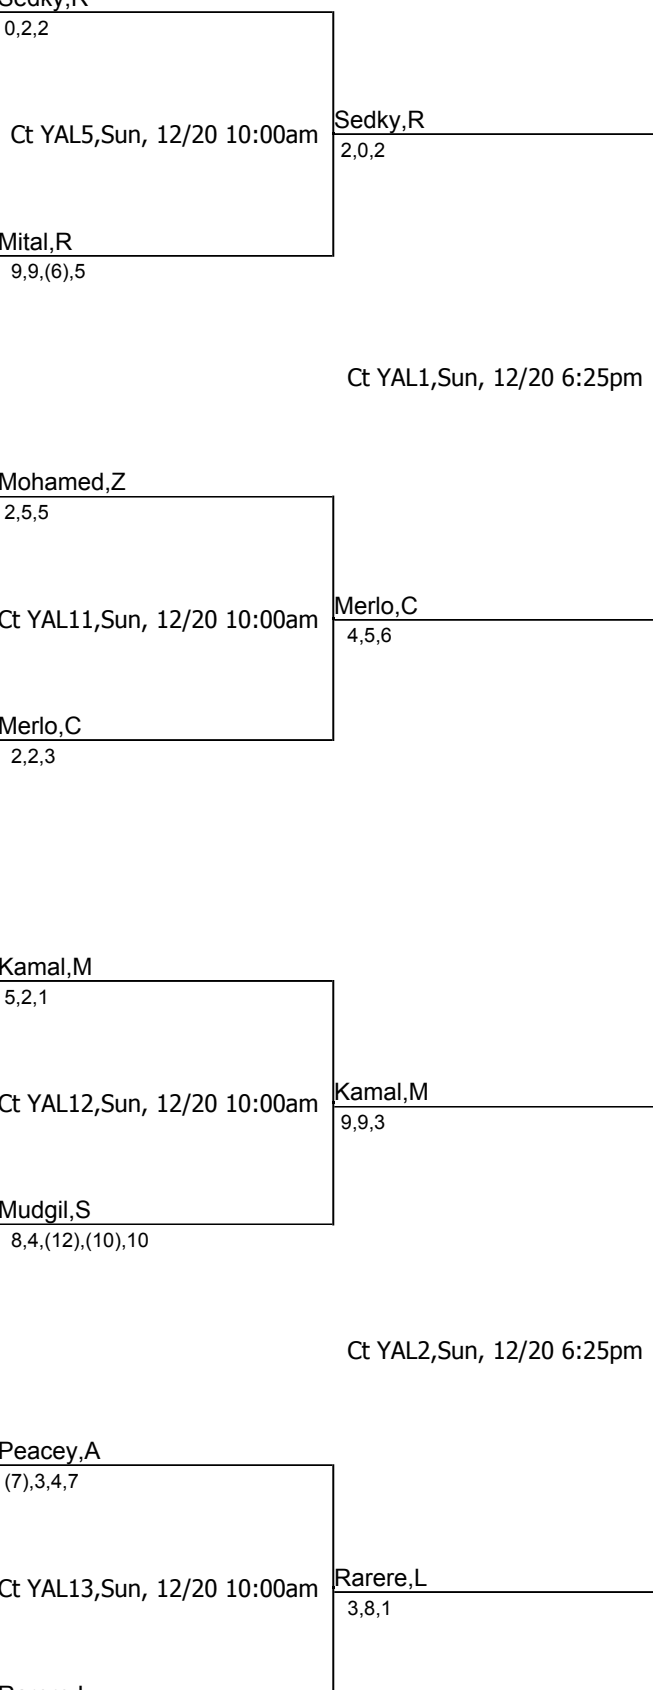 Sedky,R
0,2,2
Ct YAL5,Sun, 12/20 10:00am
Sedky,R
2,0,2
Mital,R
9,9,(6),5
Ct YAL1,Sun, 12/20 6:25pm
Mohamed,Z
2,5,5
Ct YAL11,Sun, 12/20 10:00am
Merlo,C
4,5,6
Merlo,C
2,2,3
Kamal,M
5,2,1
Ct YAL12,Sun, 12/20 10:00am
Kamal,M
9,9,3
Mudgil,S
8,4,(12),(10),10
Ct YAL2,Sun, 12/20 6:25pm
Peacey,A
(7),3,4,7
Ct YAL13,Sun, 12/20 10:00am
Rarere,L
3,8,1